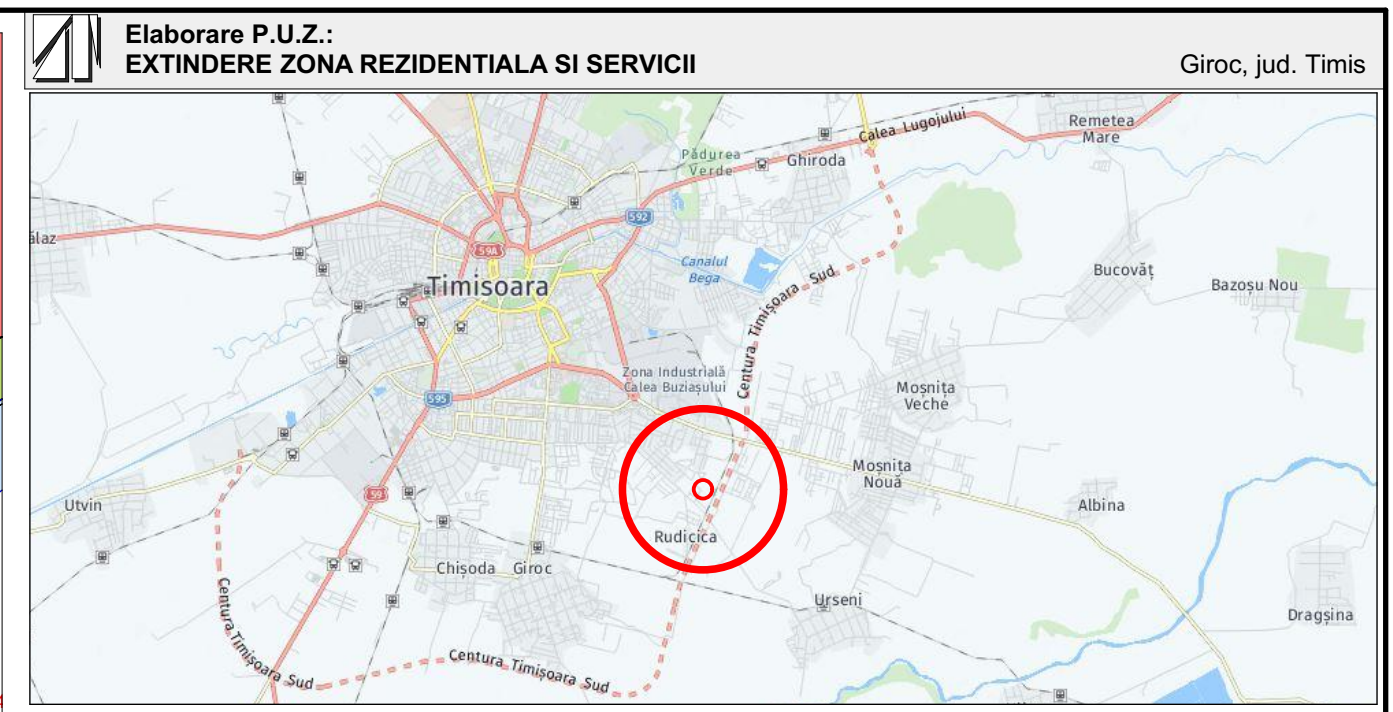 Elaborare P.U.Z.:
EXTINDERE ZONA REZIDENTIALA SI SERVICII
Giroc, jud. Timis
Calea Lugojului
Remetea
Mare
Pădurea
Verde
Ghiroda
592
ălaz
59A
Canalul
Bega
Timisoara
Bucovăț
Bazoșu Nou
Centura Timișoara Sud
Zona Industrială
Calea Buziașului
Moșnița
Veche
595
Moșnița
Nouă
59
Utvin
Albina
Rudicica
Chișoda
Giroc
Urseni
Dragșina
Centura Timișoara Sud
Centura Timișoara Sud